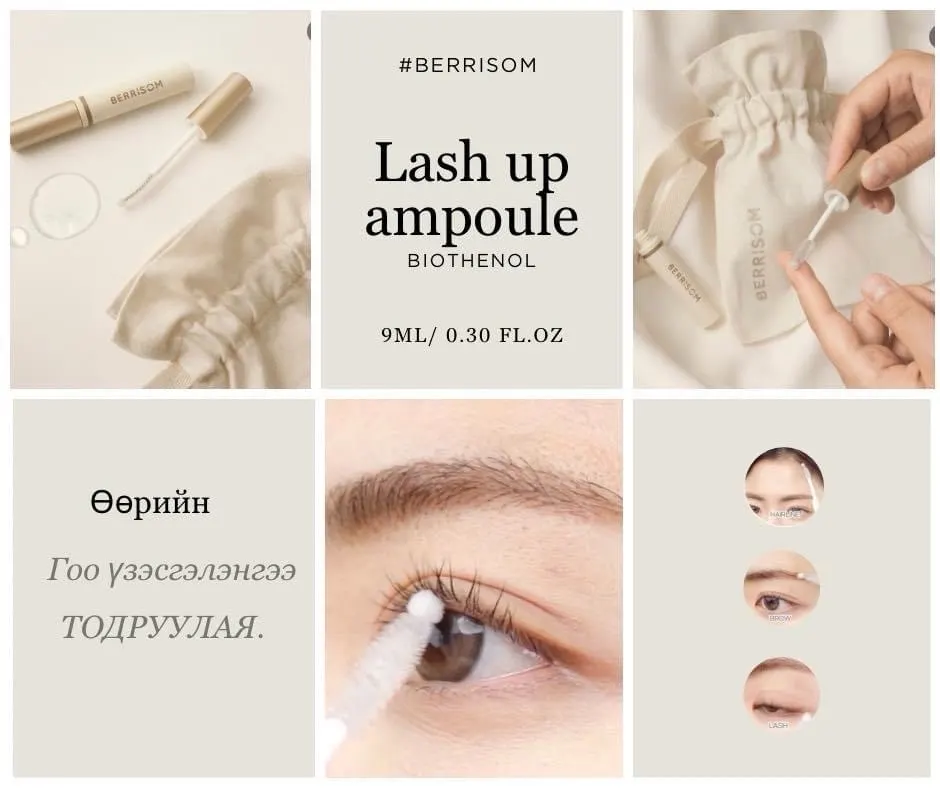 BERRISOM
#BERRISOM
Lash up
ampoule
BIOTHENOL
9ML/ 0.30 FL.OZ
BERRISOM
BERRISOM
Өөрийн
Гоо үзэсгэлэнгээ
ТОДРУУЛАЯ.
HAIRLINE
BROW
LASH